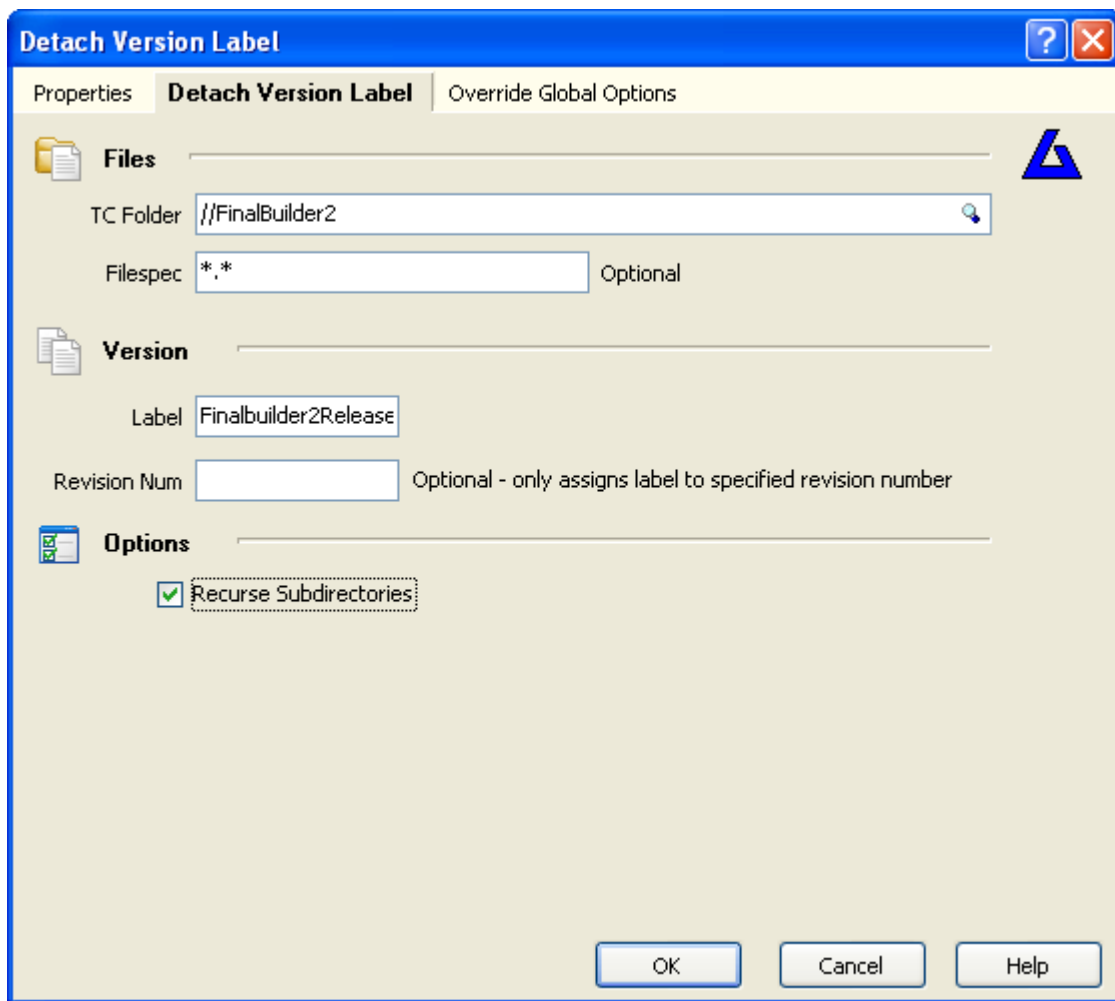 Detach Version Label
Properties Detach Version Label Override Global Options
Files
TC Folder //FinalBuilder2
Filespec *.* Optional
Version
Label Finalbuilder2Release
Revision Num Optional - only assigns label to specified revision number
Options
Recurse Subdirectories
OK Cancel Help